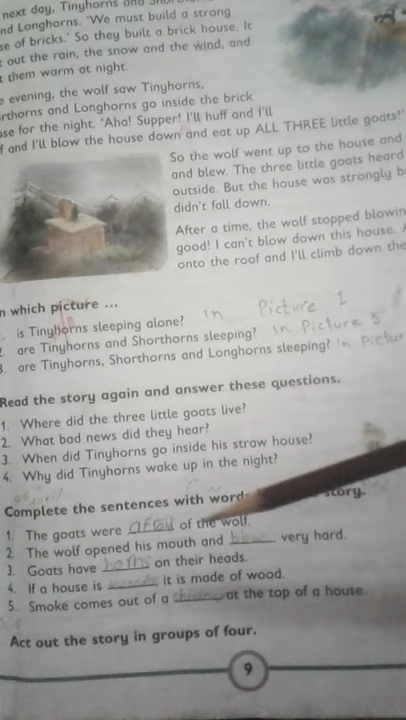 next day, Tinyhorns and
nd Longhorns. 'We must build a strong
se of bricks.' So they built a brick house. It
out the rain, the snow and the wind, and
them warm at night.
evening, the wolf saw Tinyhorns,
rthorns and Longhorns go inside the brick
use for the night. 'Aha! Supper! I'll huff and I'll
f and I'll blow the house down and eat up ALL THREE little goats!'
So the wolf went up to the house and
and blew. The three little goats heard
outside. But the house was strongly b
didn't fall down.
After a time, the wolf stopped blowin
good! I can't blow down this house.
onto the roof and I'll climb down the
n which picture ...
is Tinyhorns sleeping alone? In Picture 1
2. are Tinyhorns and Shorthorns sleeping? In Picture 3
3. are Tinyhorns, Shorthorns and Longhorns sleeping? In Pictur
Read the story again and answer these questions.
1. Where did the three little goats live?
2. What bad news did they hear?
3. When did Tinyhorns go inside his straw house?
4. Why did Tinyhorns wake up in the night?
Complete the sentences with words story.
1. The goats were afraid of the wolf.
2. The wolf opened his mouth and blew very hard.
3. Goats have on their heads.
4. If a house is it is made of wood.
5. Smoke comes out of a at the top of a house.
Act out the story in groups of four.
9